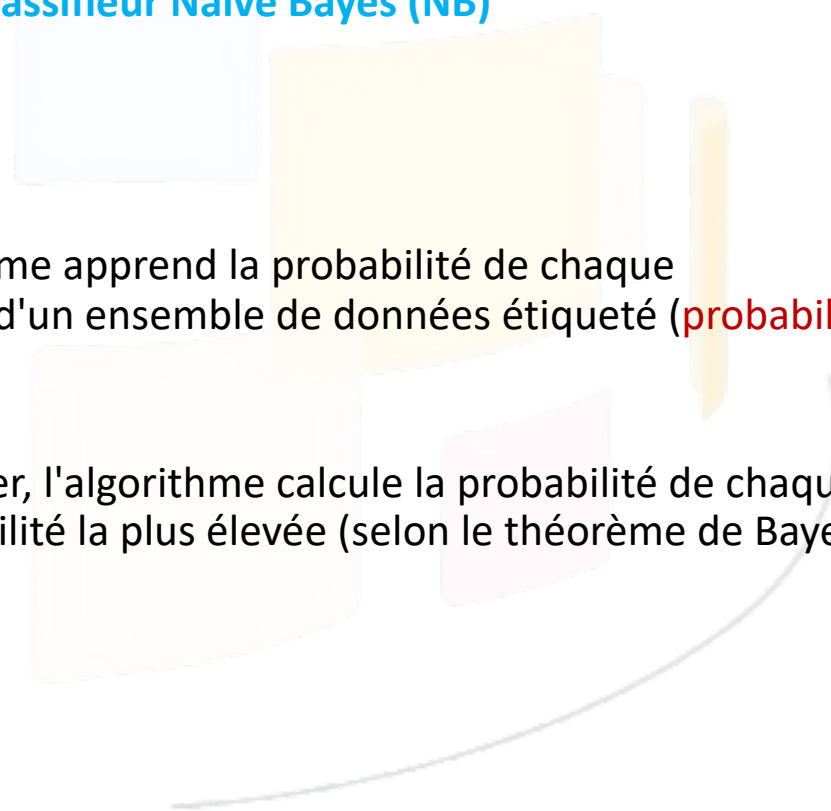 assifieur Naïve Bayes (NB)
me apprend la probabilité de chaque
d'un ensemble de données étiqueté (probabil
er, l'algorithme calcule la probabilité de chaqu
ilité la plus élevée (selon le théorème de Baye